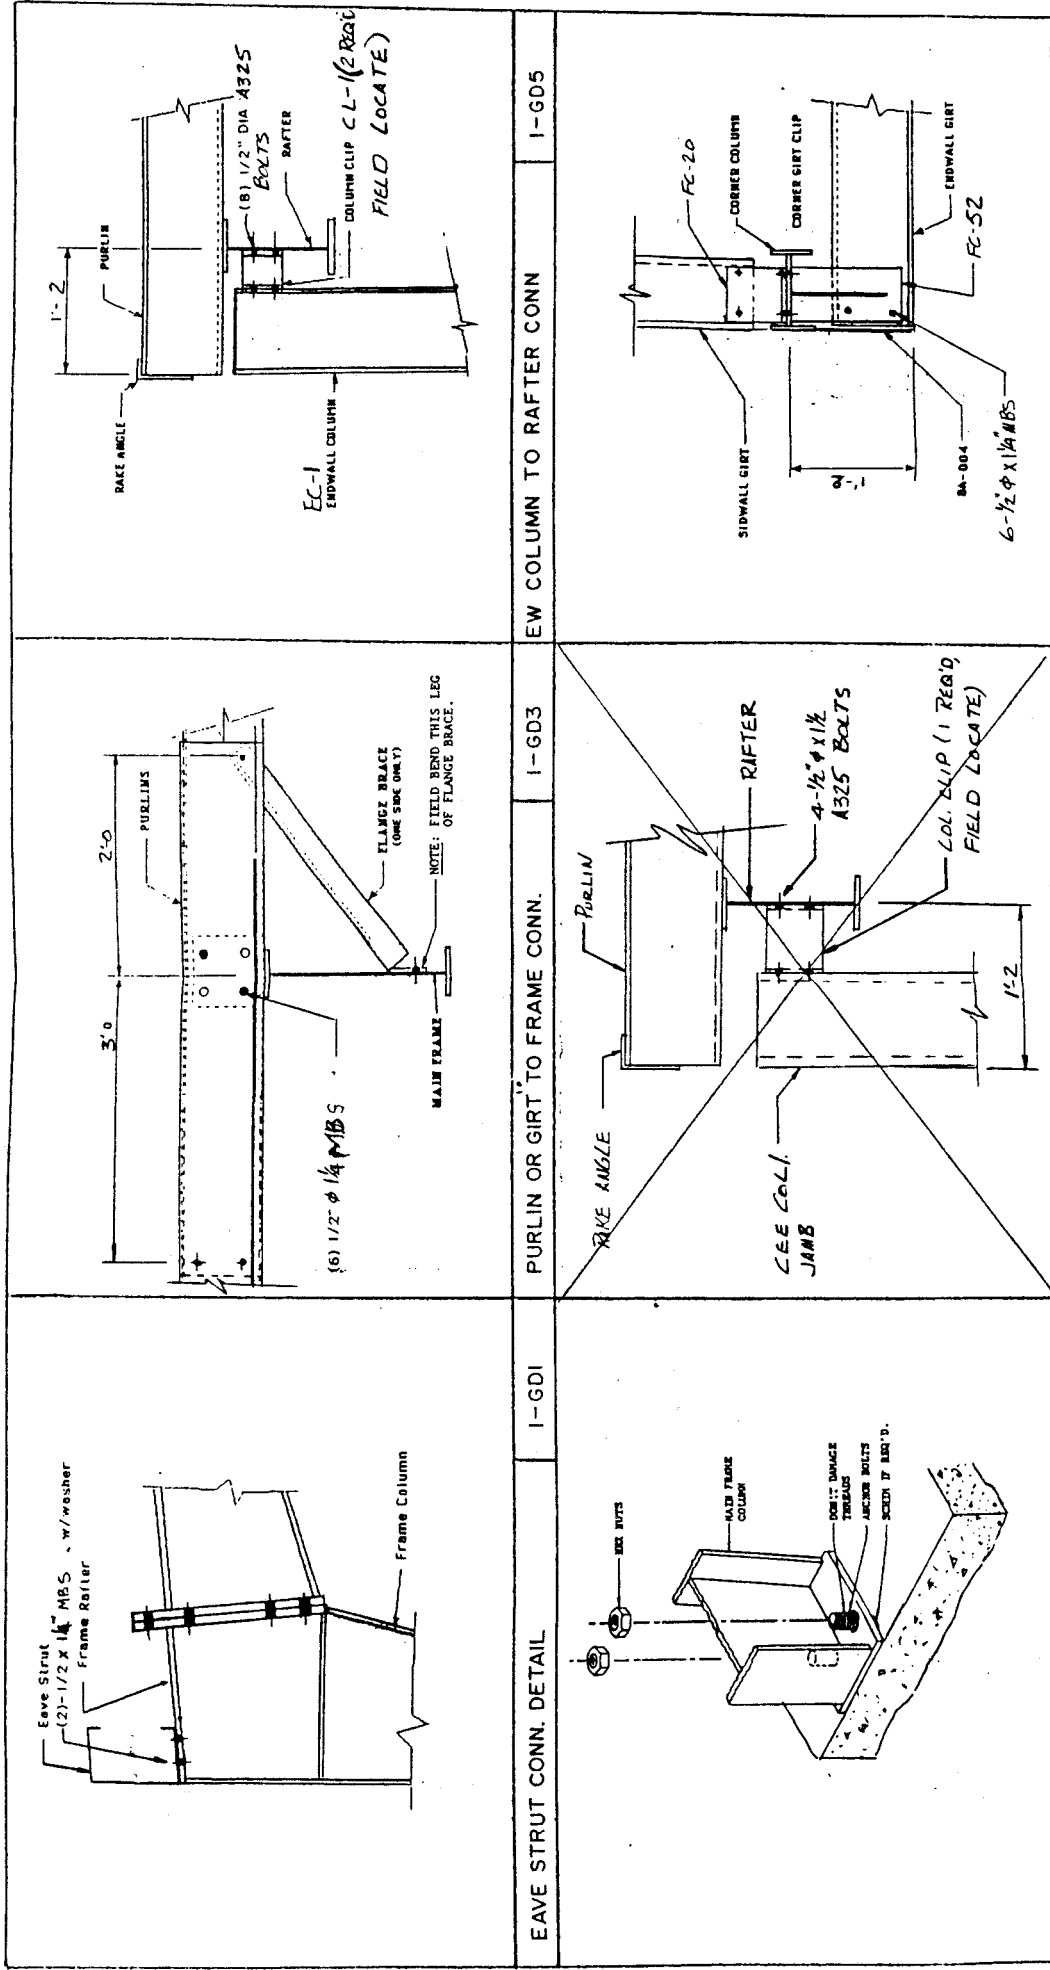 Eave Strut
(2)-1/2 x 1¼" MBS w/washer
Frame Rafter
Frame Column
EAVE STRUT CONN. DETAIL
1-GD1
3'0
2'-0
PURLINS
(6) 1/2" φ 1¼ MBS
FLANGE BRACE
(ONE SIDE ONLY)
NOTE: FIELD BEND THIS LEG
OF FLANGE BRACE.
MAIN FRAME
PURLIN OR GIRT TO FRAME CONN.
1-GD3
1'-2
RAKE ANGLE
PURLIN
(8) 1/2" DIA A325
BOLTS
RAFTER
EC-1
ENDWALL COLUMN
COLUMN CLIP CL-1 (2 REQ'D
FIELD LOCATE)
EW COLUMN TO RAFTER CONN
1-GD5
HEX NUTS
MAIN FRAME
COLUMN
DON'T DAMAGE
THREADS
ANCHOR BOLTS
IF REQ'D.
RAKE ANGLE
PURLIN
RAFTER
4-½" φ x 1½
A325 BOLTS
CEE COL/.
JAMB
COL. CLIP (1 REQ'D,
FIELD LOCATE)
1'-2
SIDWALL GIRT
FC-20
CORNER COLUMN
CORNER GIRT CLIP
BA-004
6-½" φ x 1¼" MBS
ENDWALL GIRT
FC-52